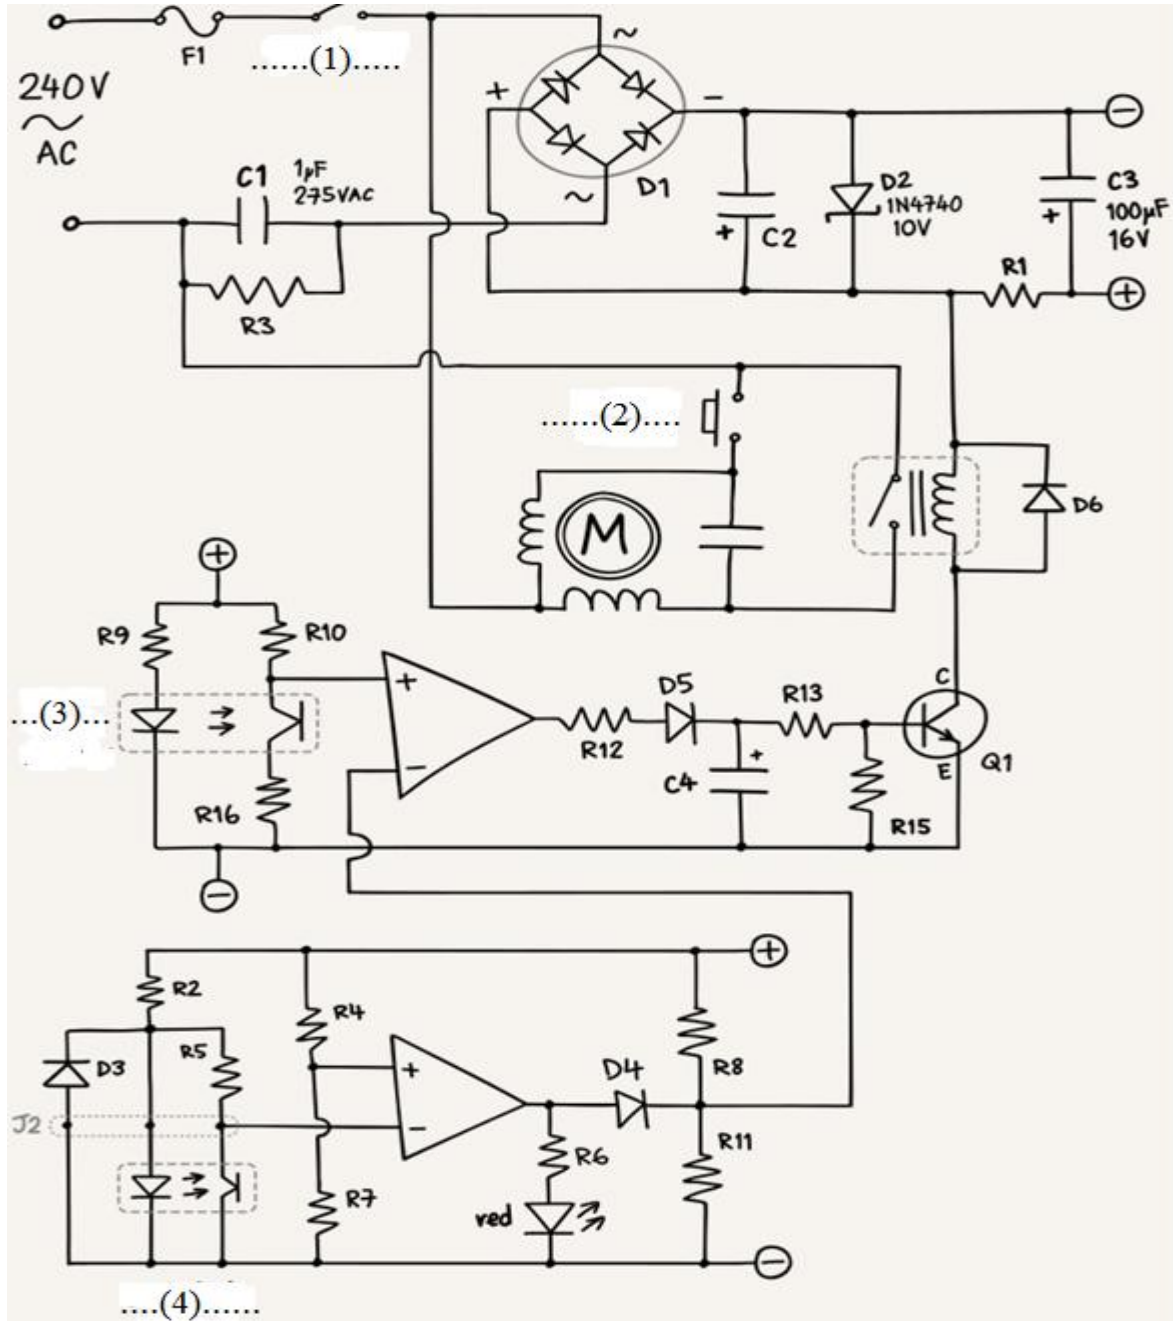 F1
......(1).....
240V
AC
C1
1µF
275VAC
~
+
−
~
D1
+
C2
D2
1N4740
10V
C3
100µF
16V
+
−
R1
+
R3
......(2)....
M
D6
+
R9
R10
...(3)...
R16
−
+
−
R12
D5
+
C4
R13
R15
C
E
Q1
+
R2
R4
D3
R5
J2
+
−
D4
R8
R6
R11
R7
red
−
....(4)......